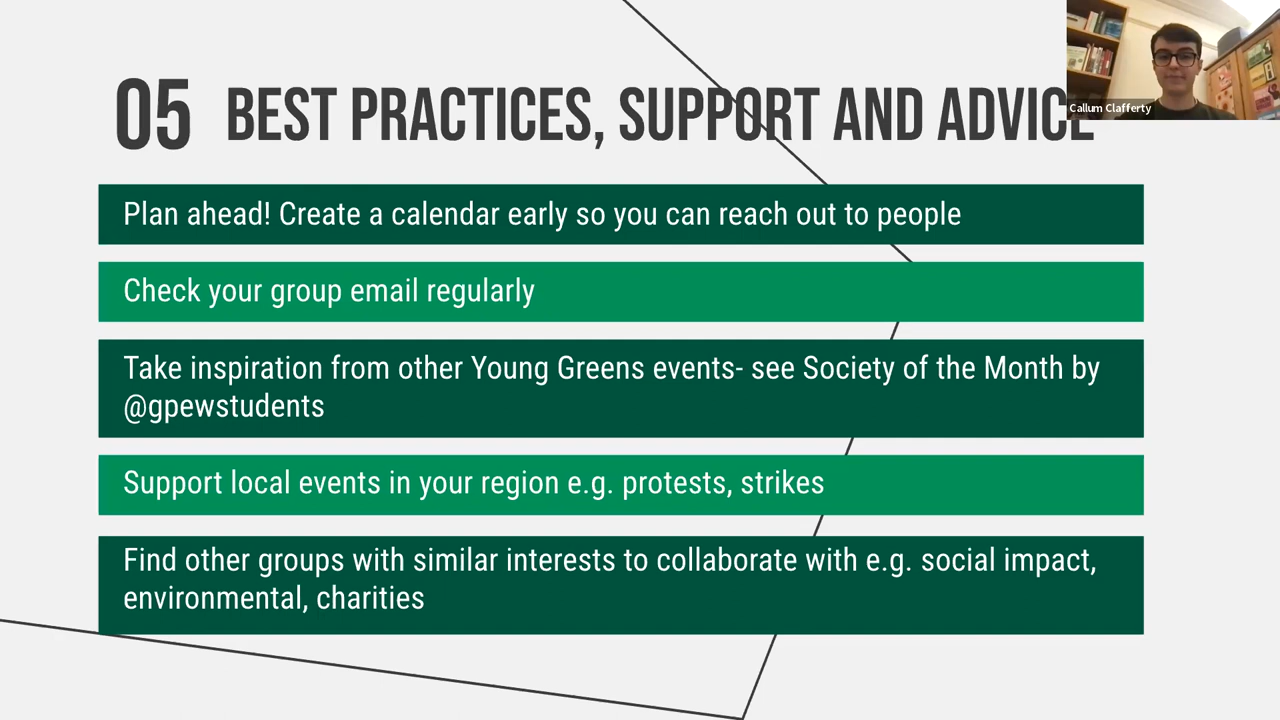 05 BEST PRACTICES, SUPPORT AND ADVICE
Callum Clafferty
Plan ahead! Create a calendar early so you can reach out to people
Check your group email regularly
Take inspiration from other Young Greens events- see Society of the Month by
@gpewstudents
Support local events in your region e.g. protests, strikes
Find other groups with similar interests to collaborate with e.g. social impact,
environmental, charities